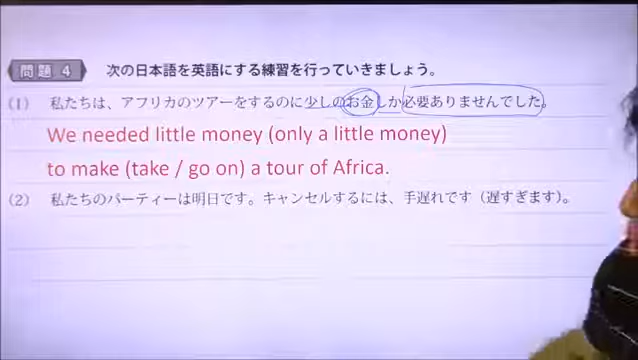 問題 4 次の日本語を英語にする練習を行っていきましょう。
(1) 私たちは、アフリカのツアーをするのに少しのお金しか必要ありませんでした。
We needed little money (only a little money)
to make (take / go on) a tour of Africa.
(2) 私たちのパーティーは明日です。キャンセルするには、手遅れです（遅すぎます）。